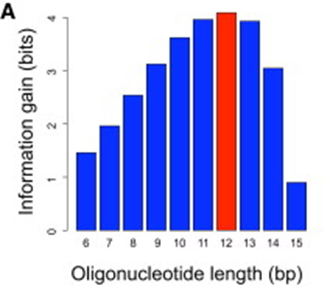 A
Information gain (bits)
4
3
2
1
0
6 7 8 9 10 11 12 13 14 15
Oligonucleotide length (bp)